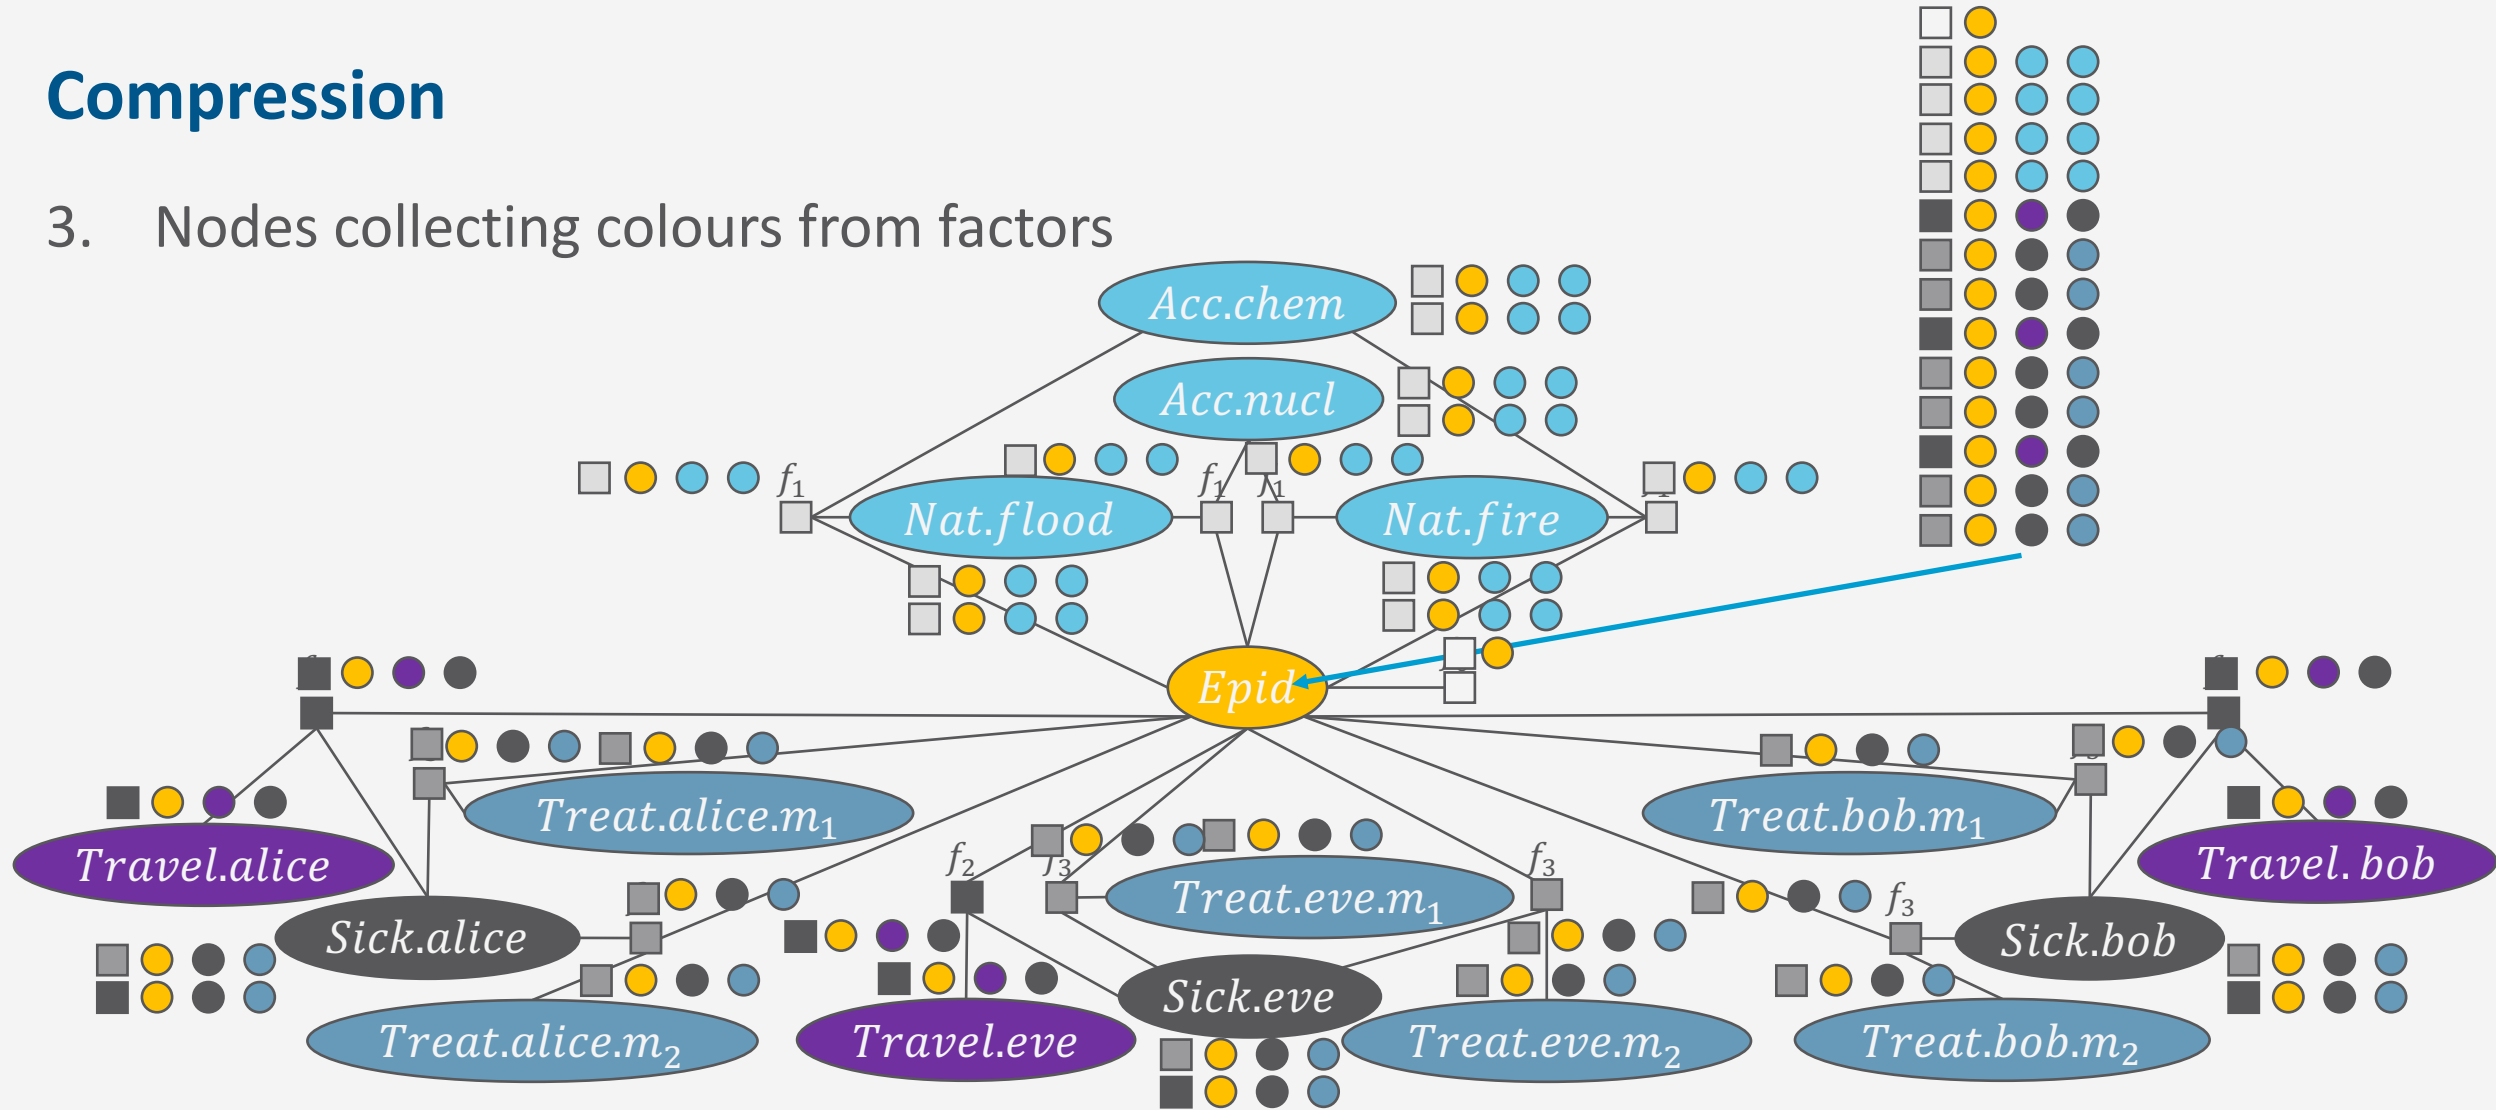 Compression
3. Nodes collecting colours from factors
Acc.chem
Acc.nucl
f₁
f₁
f₁
Nat.flood
Nat.fire
Epid
Treat.alice.m₁
Treat.bob.m₁
Travel.alice
Travel.bob
f₂
f₃
f₃
Treat.eve.m₁
f₃
Sick.alice
Sick.bob
Sick.eve
Treat.alice.m₂
Travel.eve
Treat.eve.m₂
Treat.bob.m₂